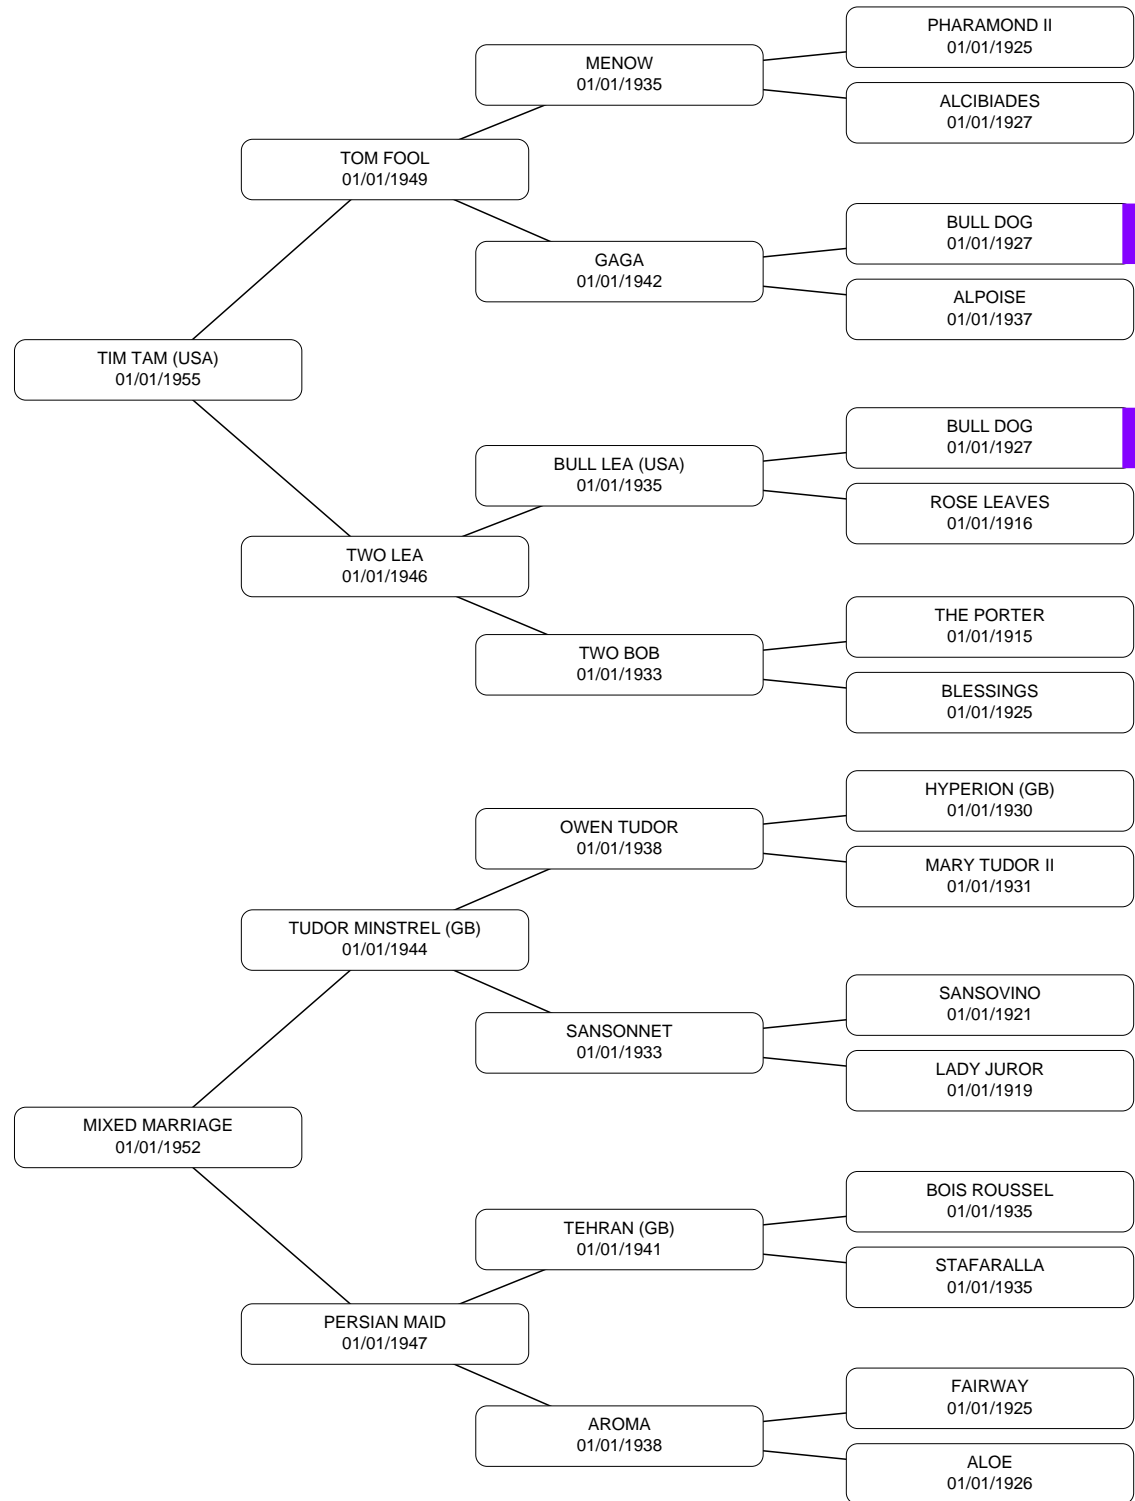 PHARAMOND II
01/01/1925
MENOW
01/01/1935
ALCIBIADES
01/01/1927
TOM FOOL
01/01/1949
BULL DOG
01/01/1927
GAGA
01/01/1942
ALPOISE
01/01/1937
TIM TAM (USA)
01/01/1955
BULL DOG
01/01/1927
BULL LEA (USA)
01/01/1935
ROSE LEAVES
01/01/1916
TWO LEA
01/01/1946
THE PORTER
01/01/1915
TWO BOB
01/01/1933
BLESSINGS
01/01/1925
HYPERION (GB)
01/01/1930
OWEN TUDOR
01/01/1938
MARY TUDOR II
01/01/1931
TUDOR MINSTREL (GB)
01/01/1944
SANSOVINO
01/01/1921
SANSONNET
01/01/1933
LADY JUROR
01/01/1919
MIXED MARRIAGE
01/01/1952
BOIS ROUSSEL
01/01/1935
TEHRAN (GB)
01/01/1941
STAFARALLA
01/01/1935
PERSIAN MAID
01/01/1947
FAIRWAY
01/01/1925
AROMA
01/01/1938
ALOE
01/01/1926